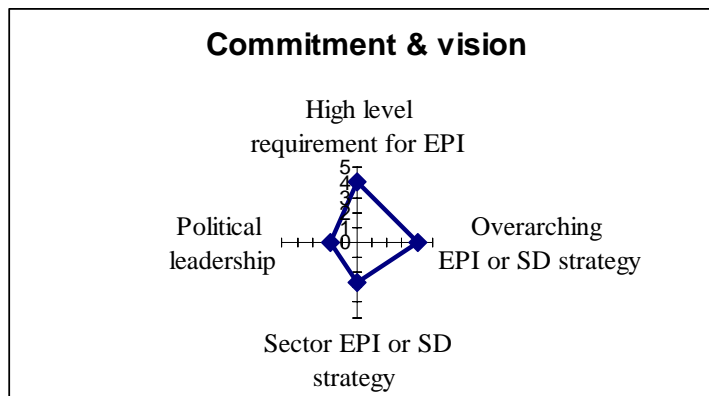 Commitment & vision
High level
requirement for EPI
5
4
3
2
1
0
Political
leadership
Overarching
EPI or SD strategy
Sector EPI or SD
strategy